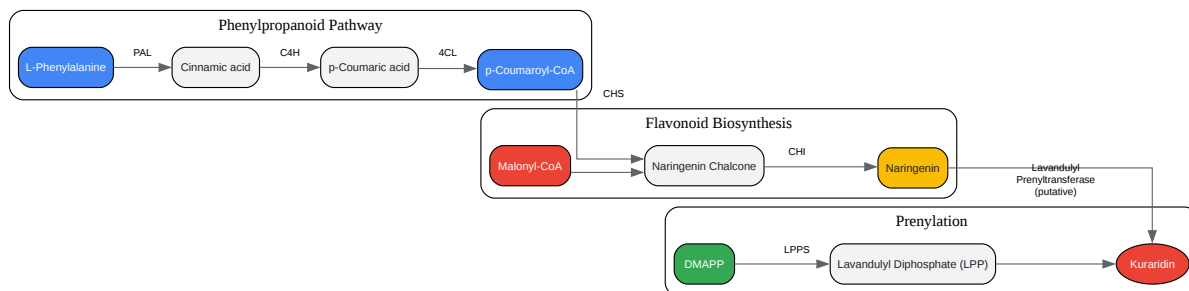 Phenylpropanoid Pathway
PAL
C4H
4CL
L-Phenylalanine
Cinnamic acid
p-Coumaric acid
p-Coumaroyl-CoA
CHS
Flavonoid Biosynthesis
CHI
Malonyl-CoA
Naringenin Chalcone
Naringenin
Lavandulyl
Prenyltransferase
(putative)
Prenylation
LPPS
DMAPP
Lavandulyl Diphosphate (LPP)
Kuraridin